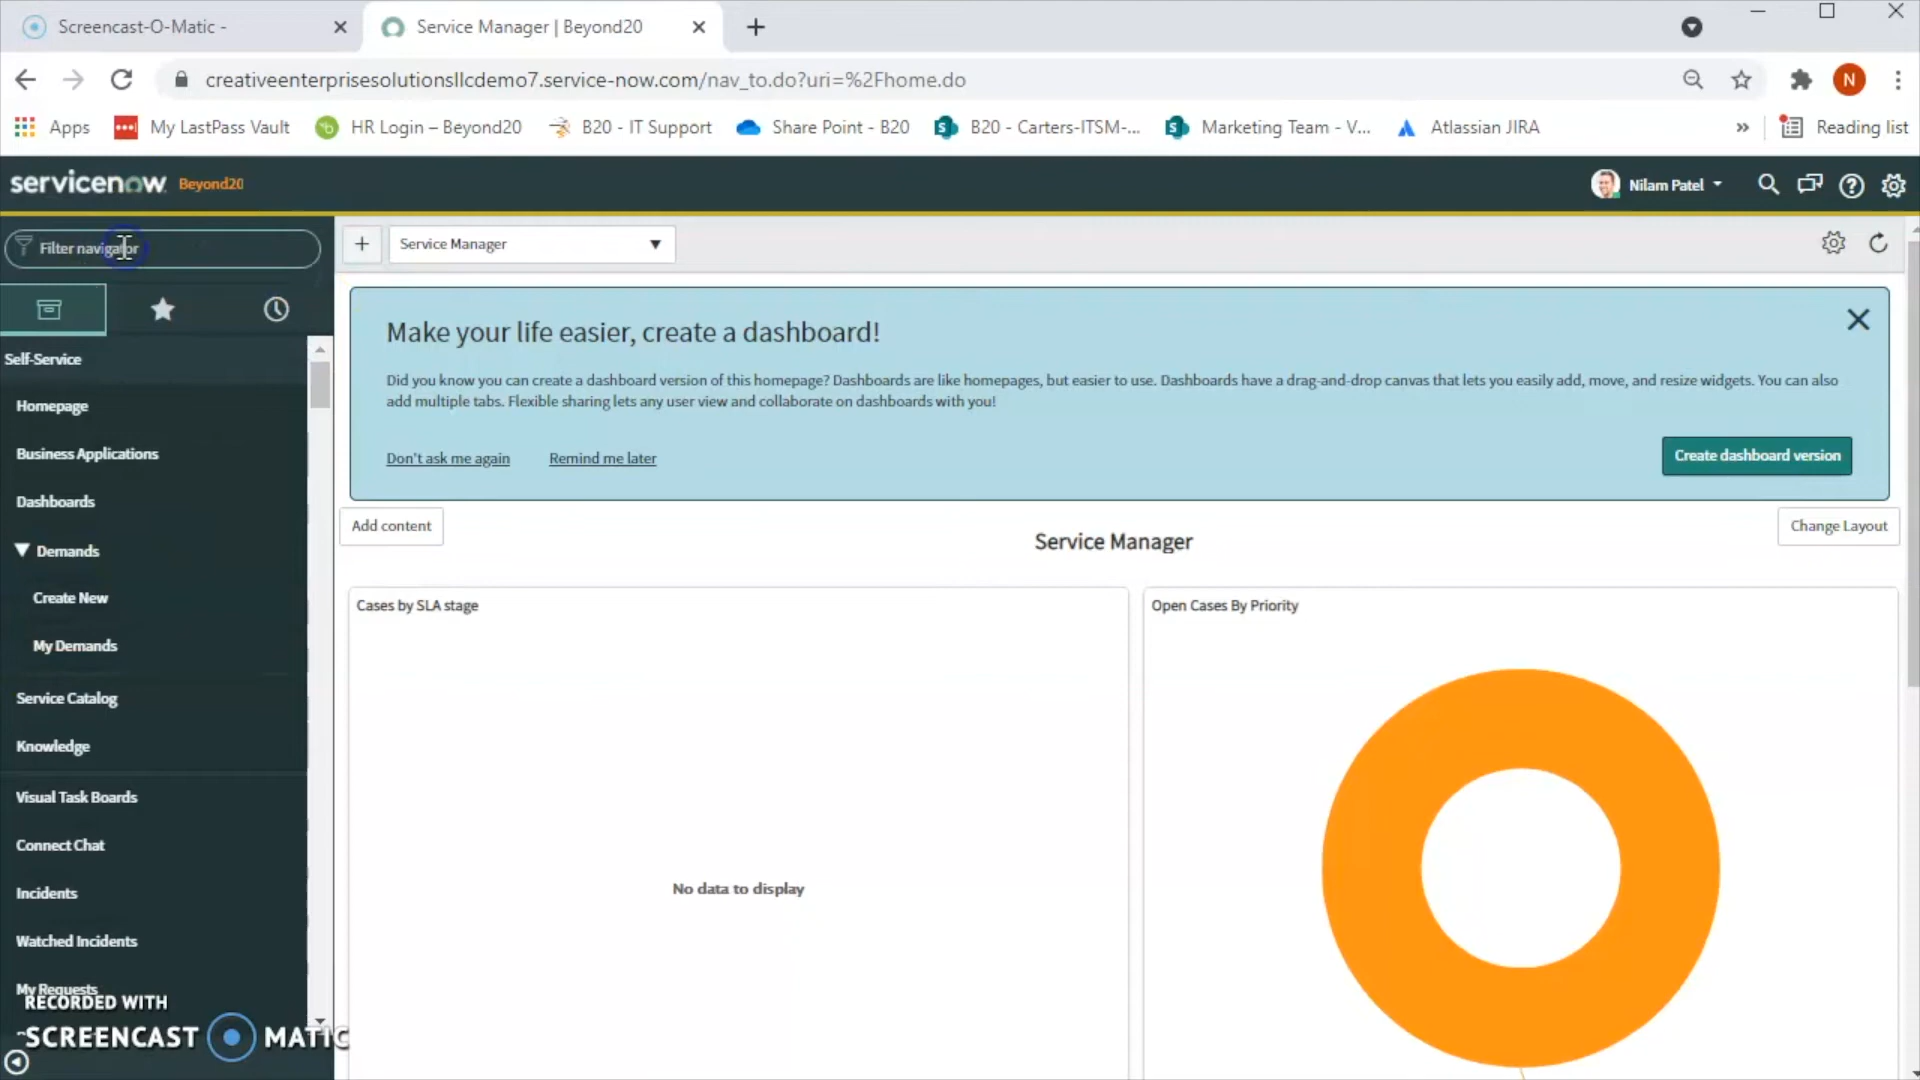 Screencast-O-Matic -
Service Manager | Beyond20
creativeenterprisesolutionsllcdemo7.service-now.com/nav_to.do?uri=%2Fhome.do
N
Apps
My LastPass Vault
HR Login – Beyond20
B20 - IT Support
Share Point - B20
B20 - Carters-ITSM-...
Marketing Team - V...
Atlassian JIRA
»
Reading list
servicenow Beyond20
Nilam Patel
Filter navigator
Service Manager
Make your life easier, create a dashboard!
Did you know you can create a dashboard version of this homepage? Dashboards are like homepages, but easier to use. Dashboards have a drag-and-drop canvas that lets you easily add, move, and resize widgets. You can also
add multiple tabs. Flexible sharing lets any user view and collaborate on dashboards with you!
Don't ask me again
Remind me later
Create dashboard version
Self-Service
Homepage
Business Applications
Dashboards
Demands
Create New
My Demands
Service Catalog
Knowledge
Visual Task Boards
Connect Chat
Incidents
Watched Incidents
My Requests
Add content
Service Manager
Change Layout
Cases by SLA stage
No data to display
Open Cases By Priority
RECORDED WITH
SCREENCAST MATIC